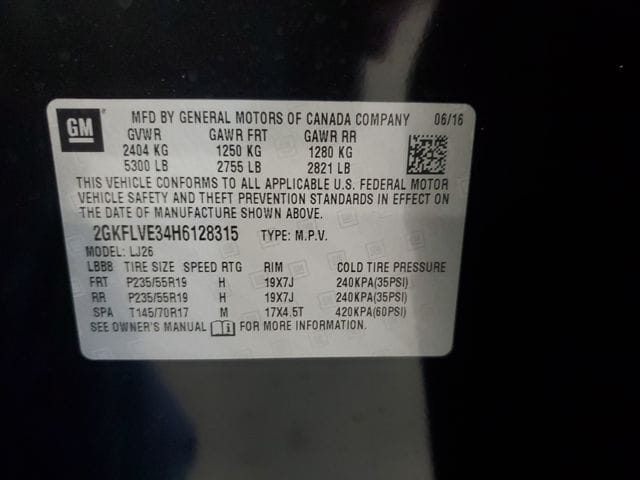 GM
MFD BY GENERAL MOTORS OF CANADA COMPANY 06/16
GVWR GAWR FRT GAWR RR
2404 KG 1250 KG 1280 KG
5300 LB 2755 LB 2821 LB
THIS VEHICLE CONFORMS TO ALL APPLICABLE U.S. FEDERAL MOTOR
VEHICLE SAFETY AND THEFT PREVENTION STANDARDS IN EFFECT ON
THE DATE OF MANUFACTURE SHOWN ABOVE.
2GKFLVE34H6128315 TYPE: M.P.V.
MODEL: LJ26
LBB8 TIRE SIZE SPEED RTG RIM COLD TIRE PRESSURE
FRT P235/55R19 H 19X7J 240KPA(35PSI)
RR P235/55R19 H 19X7J 240KPA(35PSI)
SPA T145/70R17 M 17X4.5T 420KPA(60PSI)
SEE OWNER'S MANUAL FOR MORE INFORMATION.